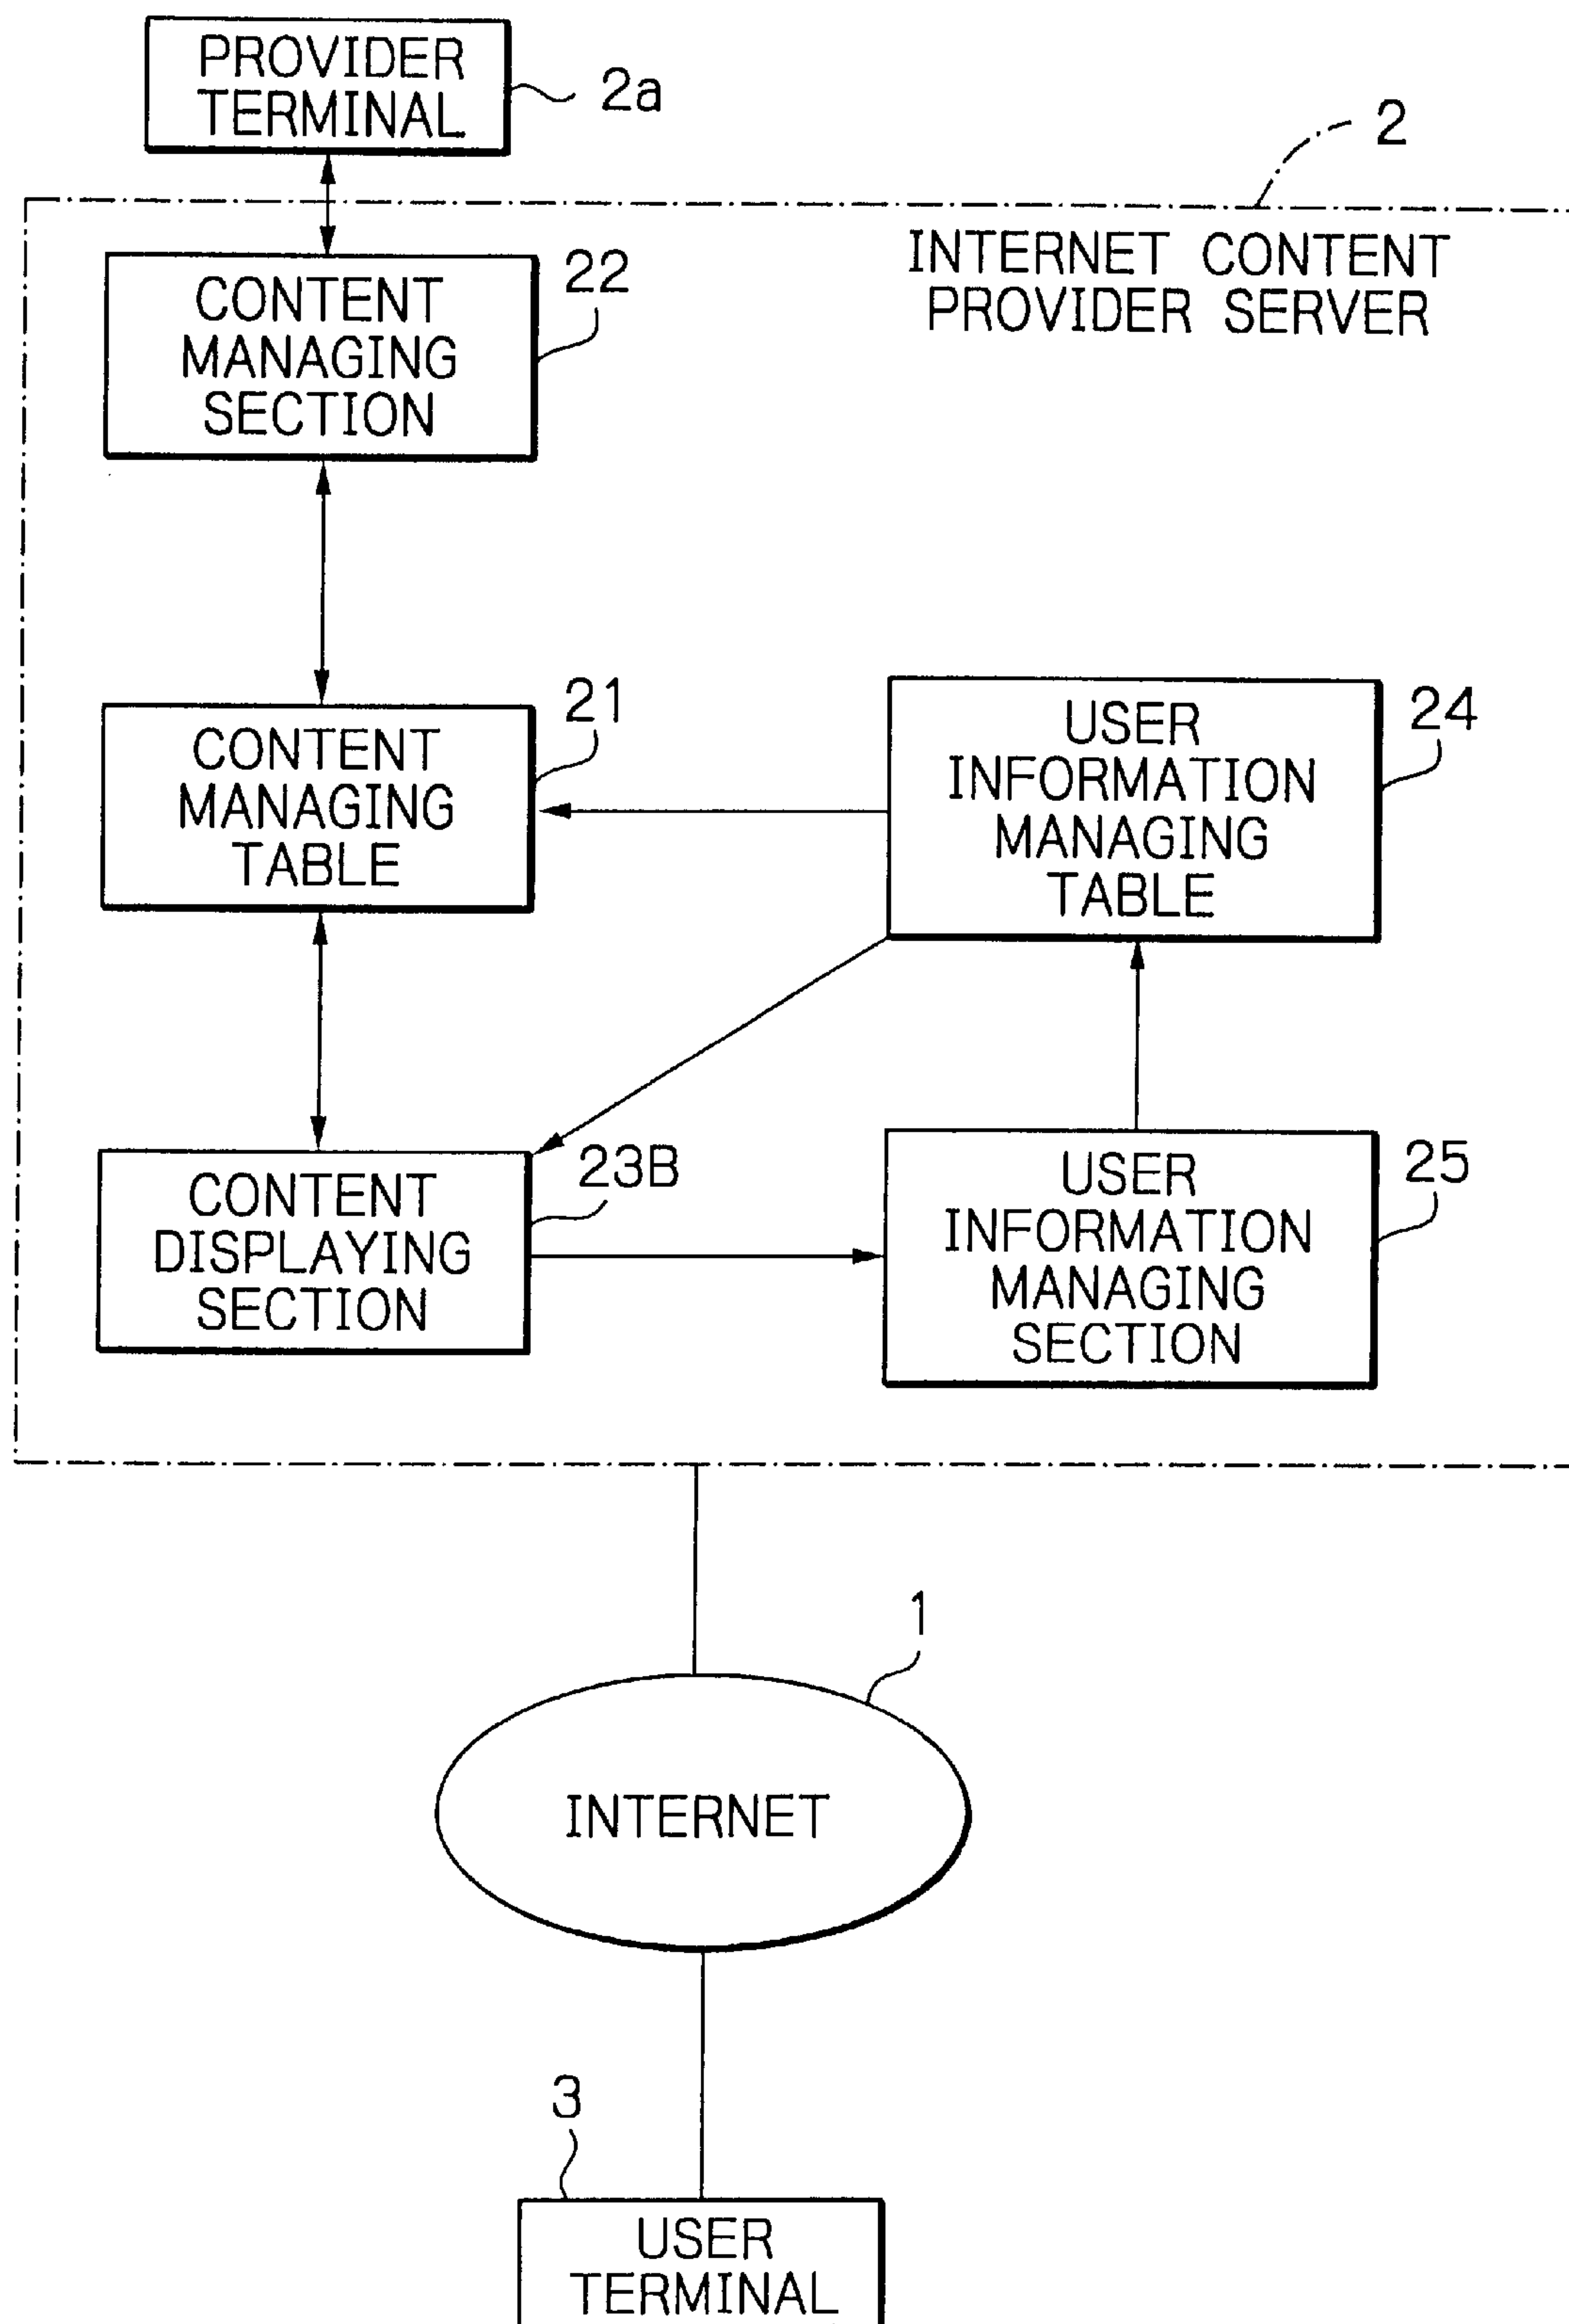 PROVIDER
TERMINAL
2a
2
INTERNET CONTENT
PROVIDER SERVER
22
CONTENT
MANAGING
SECTION
21
CONTENT
MANAGING
TABLE
24
USER
INFORMATION
MANAGING
TABLE
23B
CONTENT
DISPLAYING
SECTION
25
USER
INFORMATION
MANAGING
SECTION
1
INTERNET
3
USER
TERMINAL